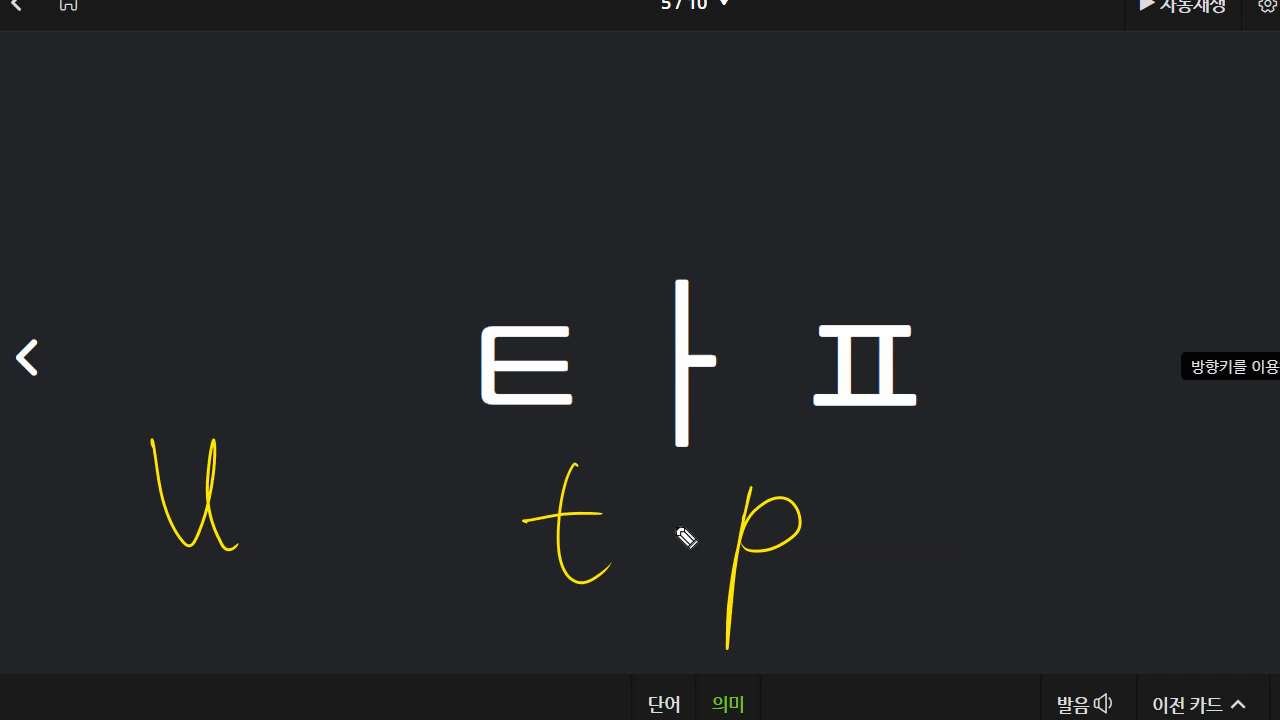 5 / 10
▶ 자동재생
ㅌ ㅏ ㅍ
방향키를 이용
u t p
단어 의미 발음 이전 카드